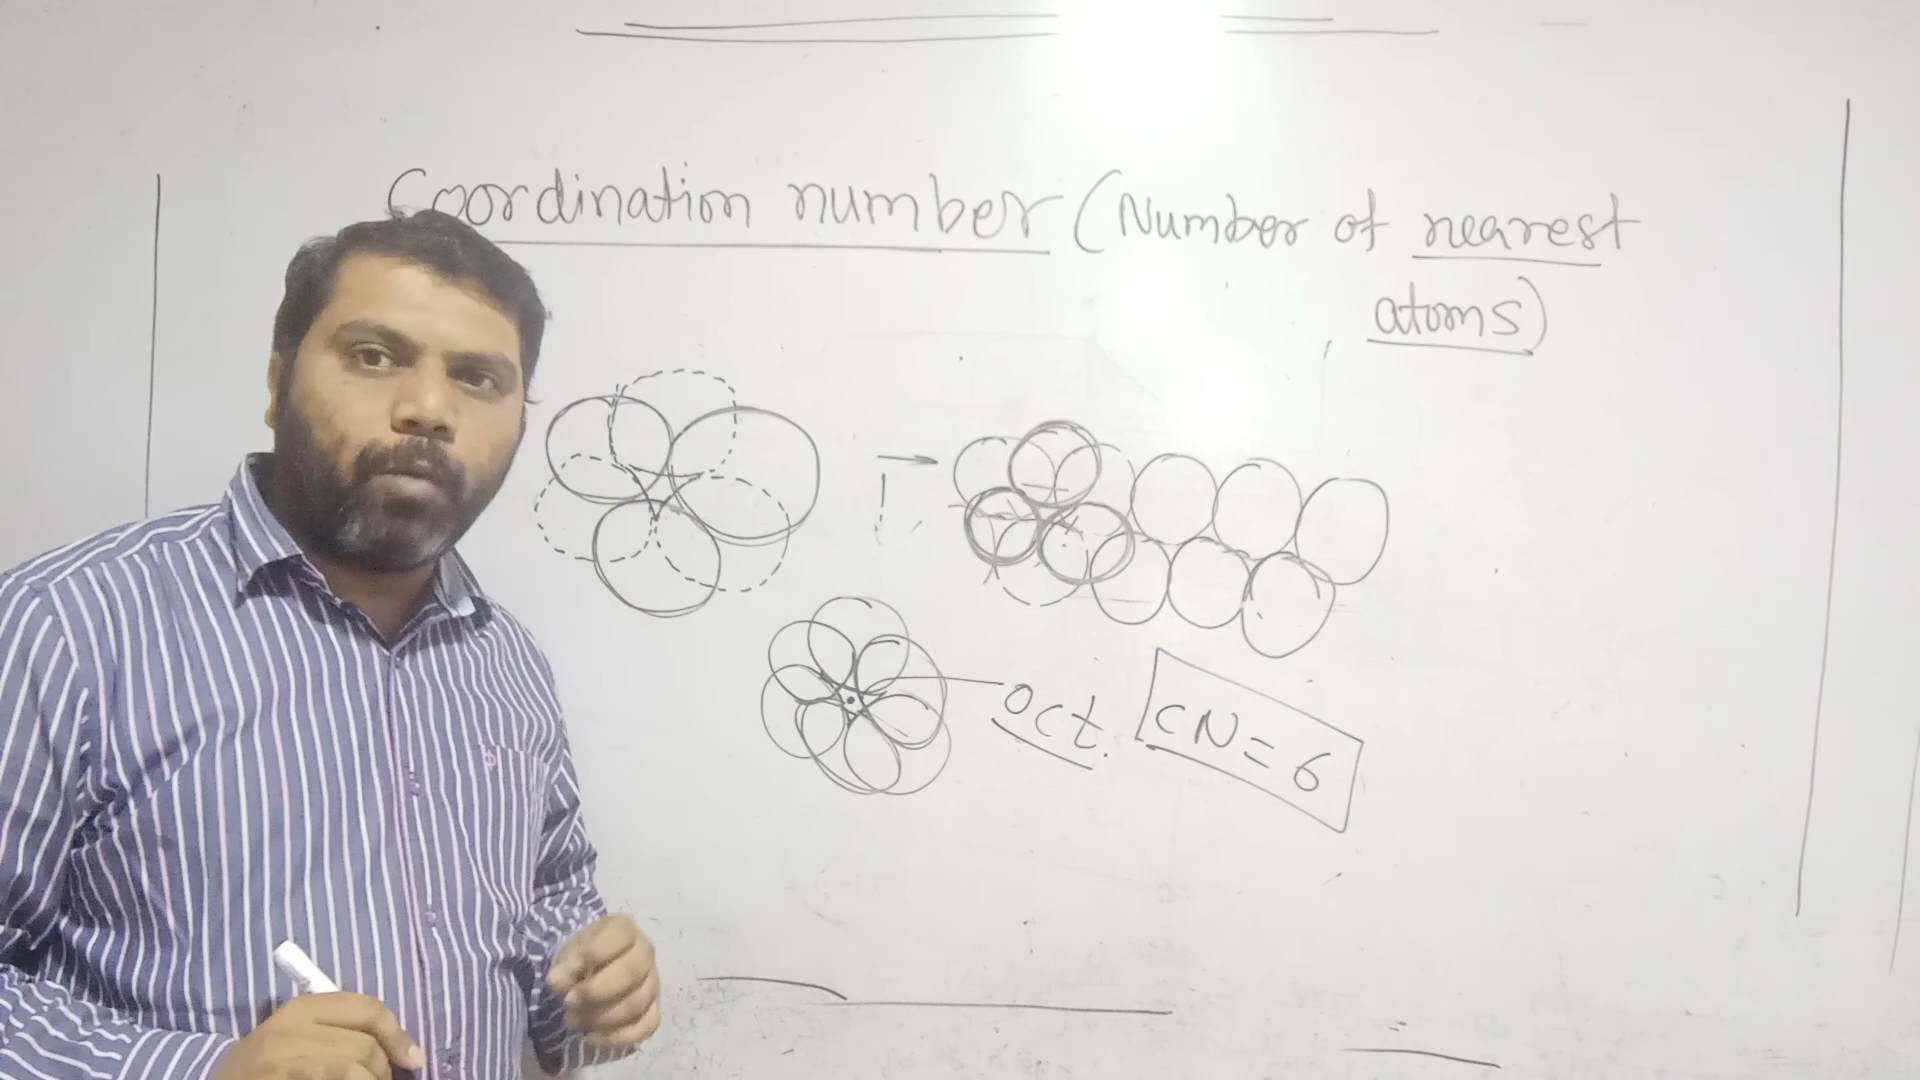 Coordination number (Number of nearest
atoms)
Oct.
CN = 6